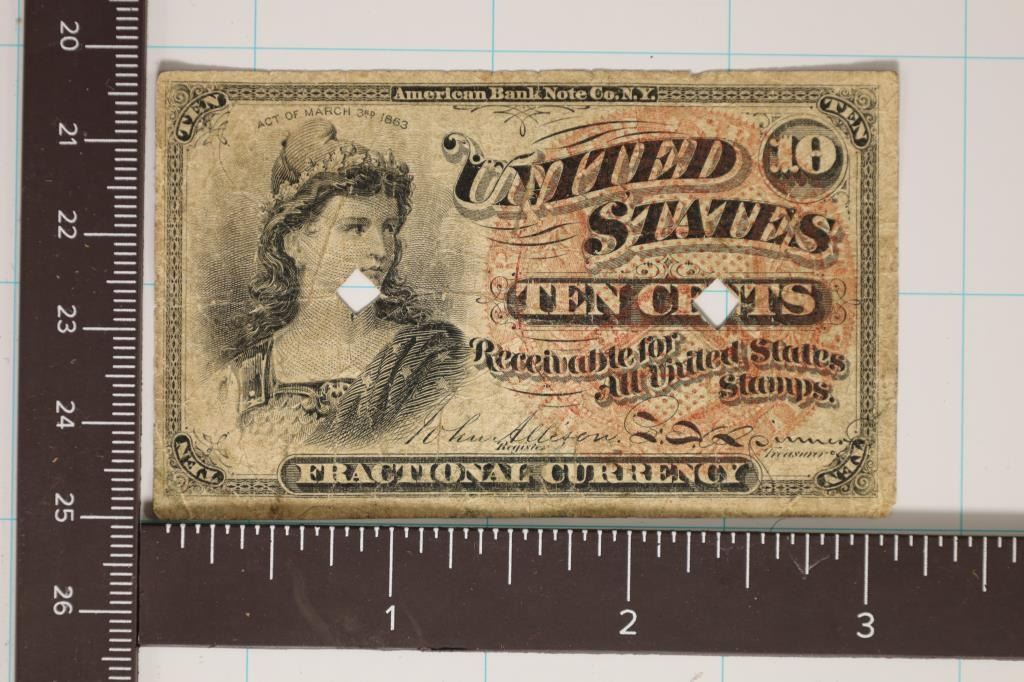 TEN
American Bank Note Co. N.Y.
TEN
ACT OF MARCH 3RD 1863
UNITED
10
STATES
TEN CENTS
Receivable for
All United States
Stamps.
John Allison.
Register
Treasurer
TEN
FRACTIONAL CURRENCY
TEN
20
21
22
23
24
25
26
1
2
3